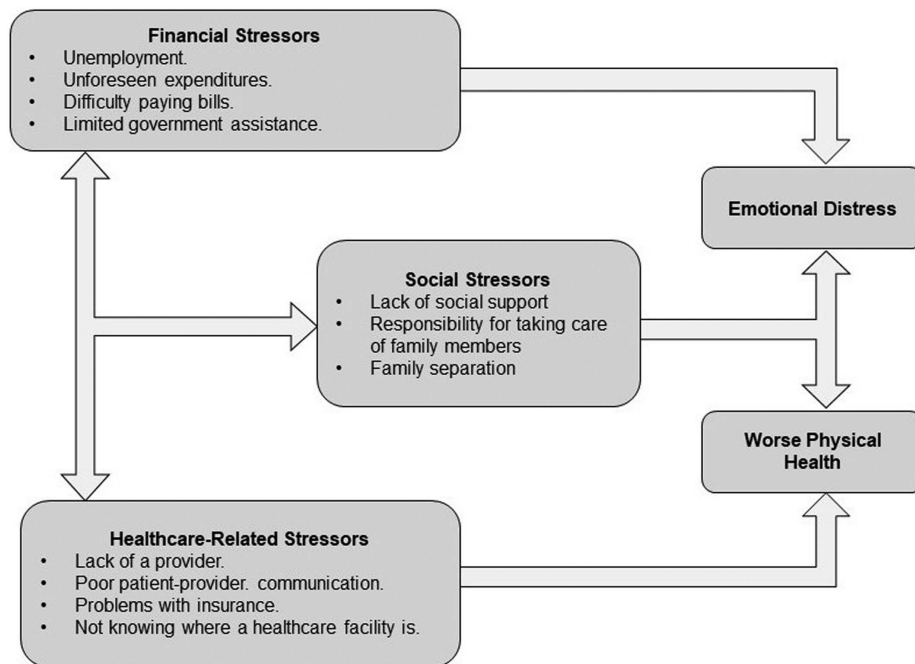 Financial Stressors
• Unemployment.
• Unforeseen expenditures.
• Difficulty paying bills.
• Limited government assistance.
Emotional Distress
Social Stressors
• Lack of social support
• Responsibility for taking care
of family members
• Family separation
Worse Physical
Health
Healthcare-Related Stressors
• Lack of a provider.
• Poor patient-provider. communication.
• Problems with insurance.
• Not knowing where a healthcare facility is.